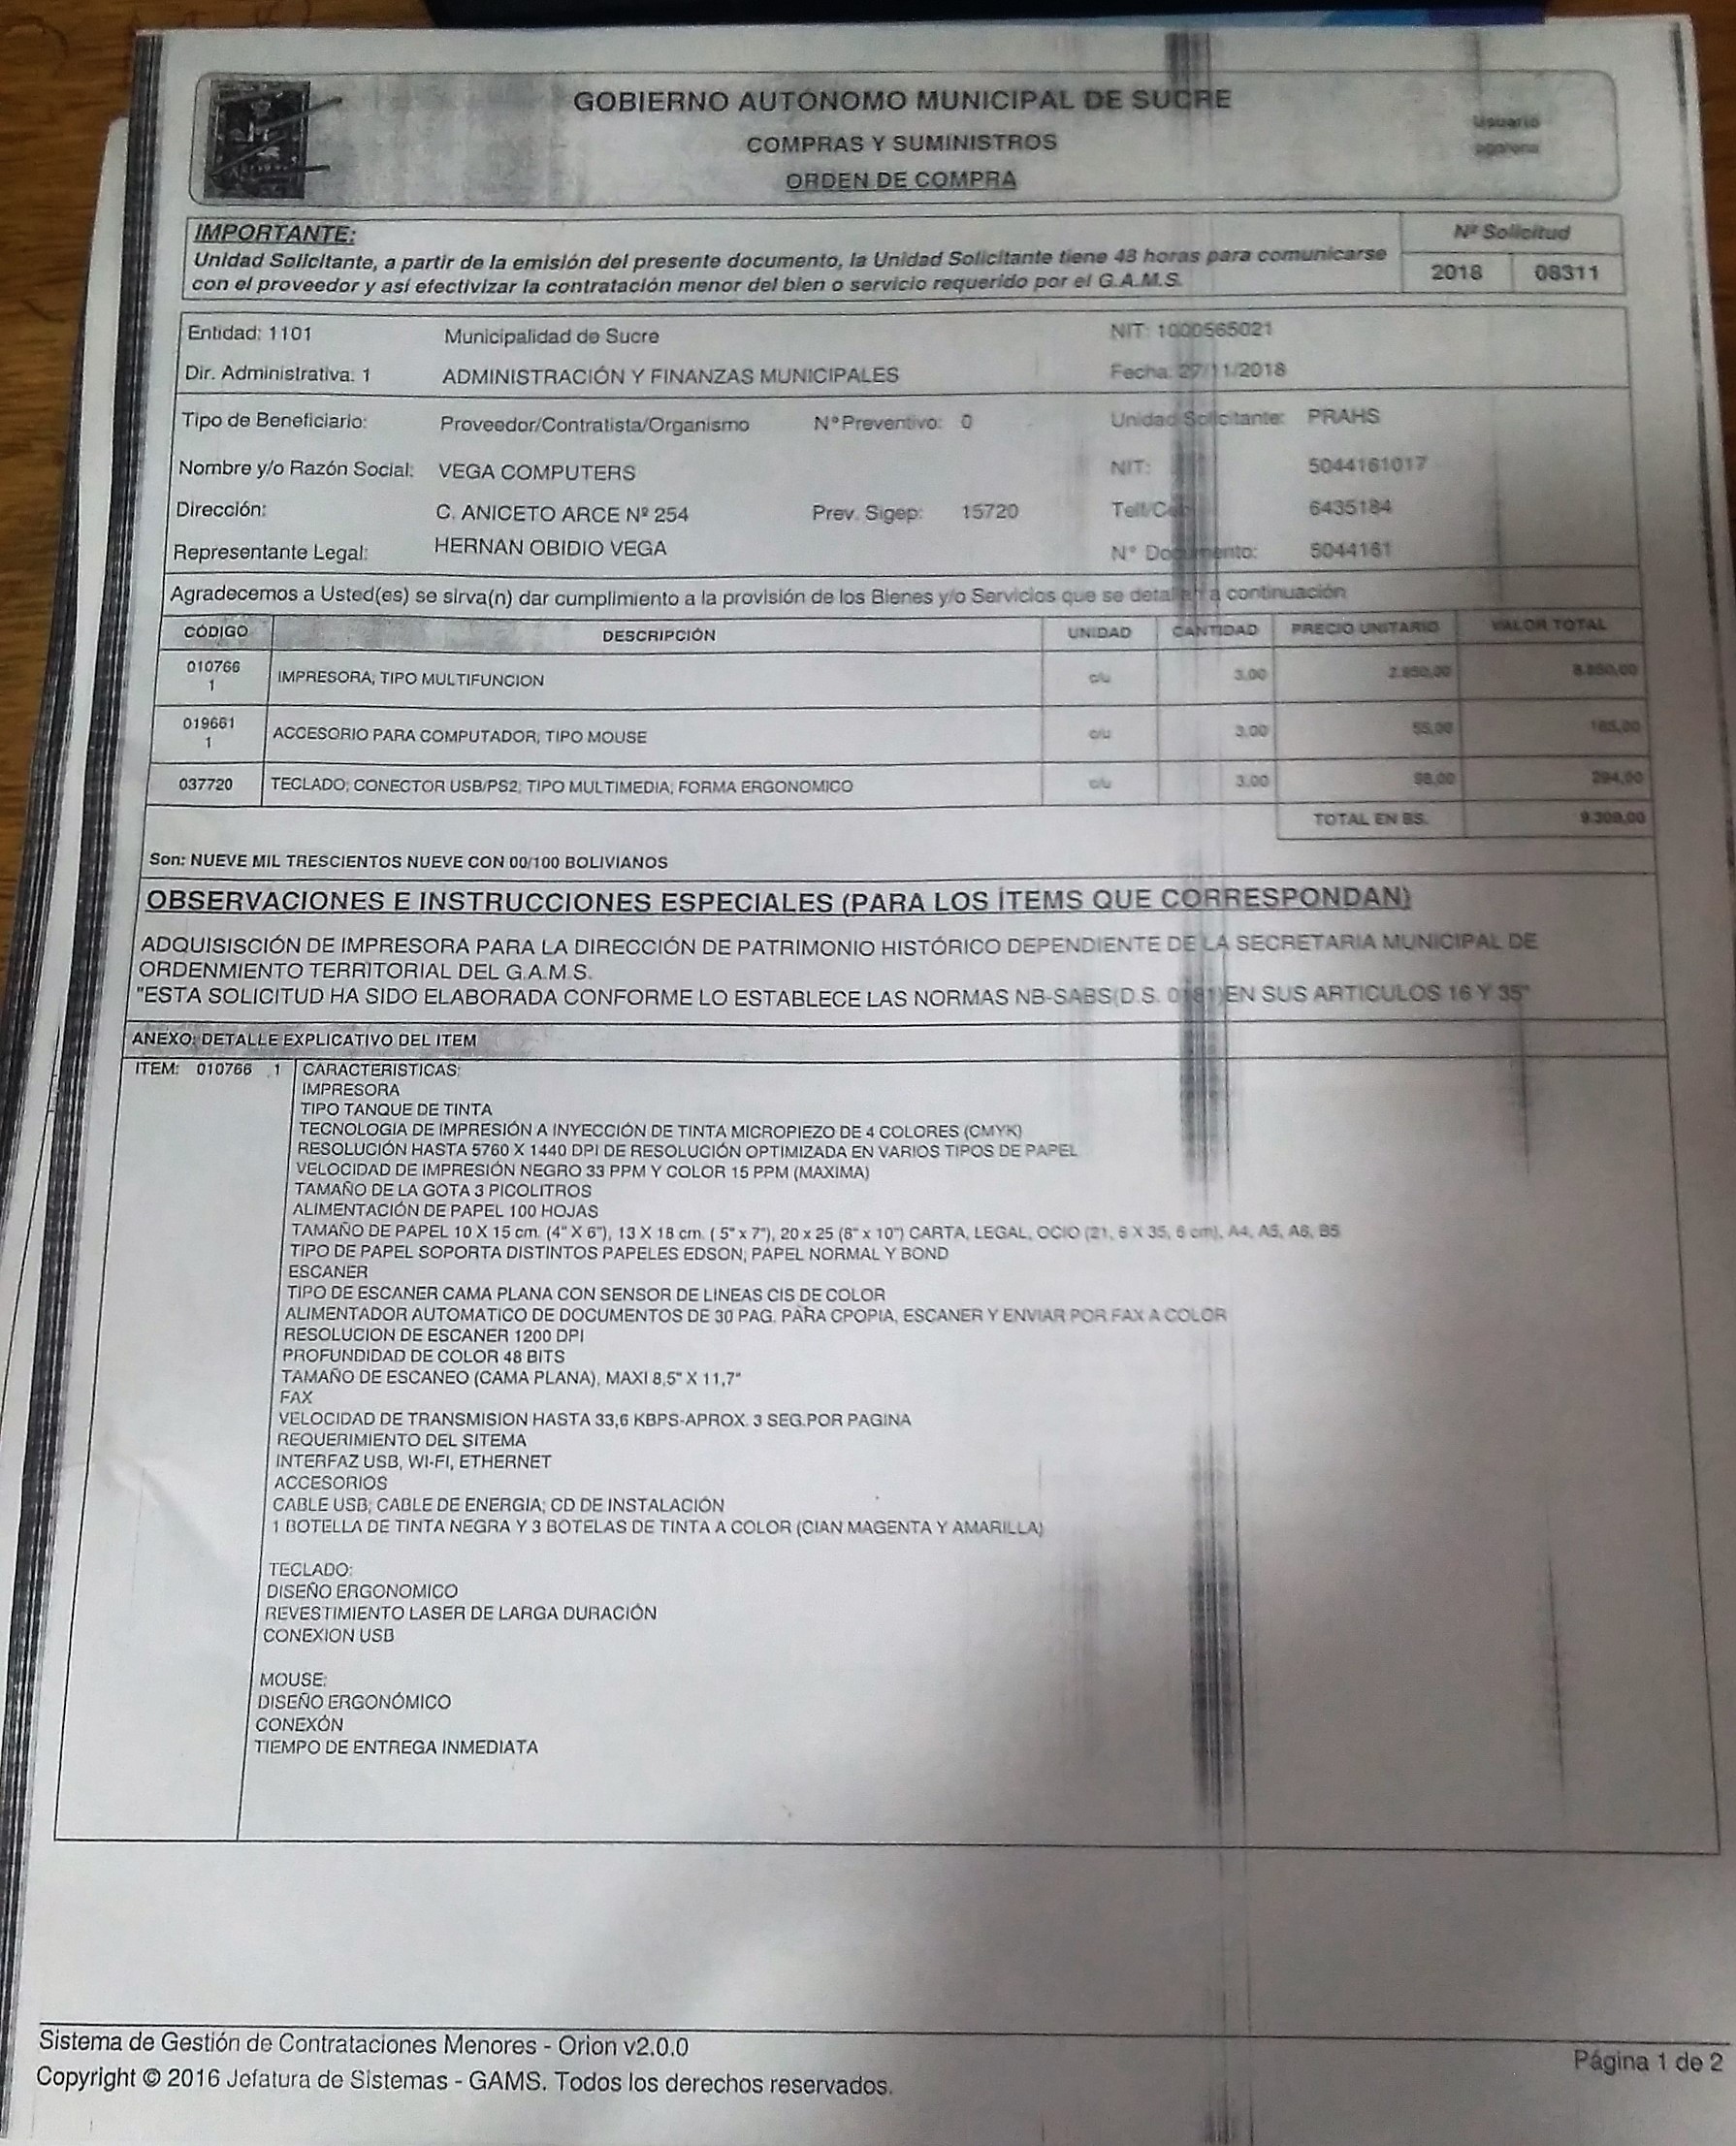 GOBIERNO AUTÓNOMO MUNICIPAL DE SUCRE
COMPRAS Y SUMINISTROS
ORDEN DE COMPRA
Usuario
IMPORTANTE:
Unidad Solicitante, a partir de la emisión del presente documento, la Unidad Solicitante tiene 48 horas para comunicarse
con el proveedor y así efectivizar la contratación menor del bien o servicio requerido por el G.A.M.S.
Nº Solicitud
2018 08311
Entidad: 1101 Municipalidad de Sucre NIT: 1000565021
Dir. Administrativa: 1 ADMINISTRACIÓN Y FINANZAS MUNICIPALES Fecha: 27/11/2018
Tipo de Beneficiario: Proveedor/Contratista/Organismo Nº Preventivo: 0 Unidad Solicitante: PRAHS
Nombre y/o Razón Social: VEGA COMPUTERS NIT: 5044161017
Dirección: C. ANICETO ARCE Nº 254 Prev. Sigep: 15720 Telf/Cel: 6435184
Representante Legal: HERNAN OBIDIO VEGA N° Documento: 5044161
Agradecemos a Usted(es) se sirva(n) dar cumplimiento a la provisión de los Bienes y/o Servicios que se detallan a continuación
CÓDIGO DESCRIPCIÓN UNIDAD CANTIDAD PRECIO UNITARIO VALOR TOTAL
010766 1 IMPRESORA; TIPO MULTIFUNCION c/u 3,00 2.950,00 8.850,00
019661 1 ACCESORIO PARA COMPUTADOR; TIPO MOUSE c/u 3,00 55,00 165,00
037720 TECLADO; CONECTOR USB/PS2; TIPO MULTIMEDIA; FORMA ERGONOMICO c/u 3,00 98,00 294,00
TOTAL EN BS. 9.309,00
Son: NUEVE MIL TRESCIENTOS NUEVE CON 00/100 BOLIVIANOS
OBSERVACIONES E INSTRUCCIONES ESPECIALES (PARA LOS ÍTEMS QUE CORRESPONDAN)
ADQUISISCIÓN DE IMPRESORA PARA LA DIRECCIÓN DE PATRIMONIO HISTÓRICO DEPENDIENTE DE LA SECRETARIA MUNICIPAL DE
ORDENMIENTO TERRITORIAL DEL G.A.M.S.
"ESTA SOLICITUD HA SIDO ELABORADA CONFORME LO ESTABLECE LAS NORMAS NB-SABS(D.S. 0181)EN SUS ARTICULOS 16 Y 35"
ANEXO: DETALLE EXPLICATIVO DEL ITEM
ITEM: 010766 1 CARACTERISTICAS:
IMPRESORA
TIPO TANQUE DE TINTA
TECNOLOGIA DE IMPRESIÓN A INYECCIÓN DE TINTA MICROPIEZO DE 4 COLORES (CMYK)
RESOLUCIÓN HASTA 5760 X 1440 DPI DE RESOLUCIÓN OPTIMIZADA EN VARIOS TIPOS DE PAPEL
VELOCIDAD DE IMPRESIÓN NEGRO 33 PPM Y COLOR 15 PPM (MAXIMA)
TAMAÑO DE LA GOTA 3 PICOLITROS
ALIMENTACIÓN DE PAPEL 100 HOJAS
TAMAÑO DE PAPEL 10 X 15 cm. (4" X 6"), 13 X 18 cm. ( 5" x 7"), 20 x 25 (8" x 10") CARTA, LEGAL, OCIO (21, 6 X 35, 6 cm), A4, A5, A6, B5
TIPO DE PAPEL SOPORTA DISTINTOS PAPELES EDSON; PAPEL NORMAL Y BOND
ESCANER
TIPO DE ESCANER CAMA PLANA CON SENSOR DE LINEAS CIS DE COLOR
ALIMENTADOR AUTOMATICO DE DOCUMENTOS DE 30 PAG. PARA CPOPIA, ESCANER Y ENVIAR POR FAX A COLOR
RESOLUCION DE ESCANER 1200 DPI
PROFUNDIDAD DE COLOR 48 BITS
TAMAÑO DE ESCANEO (CAMA PLANA), MAXI 8,5" X 11,7"
FAX
VELOCIDAD DE TRANSMISION HASTA 33,6 KBPS-APROX. 3 SEG.POR PAGINA
REQUERIMIENTO DEL SITEMA
INTERFAZ USB, WI-FI, ETHERNET
ACCESORIOS
CABLE USB; CABLE DE ENERGIA; CD DE INSTALACIÓN
1 BOTELLA DE TINTA NEGRA Y 3 BOTELAS DE TINTA A COLOR (CIAN MAGENTA Y AMARILLA)
TECLADO:
DISEÑO ERGONOMICO
REVESTIMIENTO LASER DE LARGA DURACIÓN
CONEXION USB
MOUSE:
DISEÑO ERGONÓMICO
CONEXÓN
TIEMPO DE ENTREGA INMEDIATA
Sistema de Gestión de Contrataciones Menores - Orion v2.0.0
Copyright © 2016 Jefatura de Sistemas - GAMS. Todos los derechos reservados.
Página 1 de 2